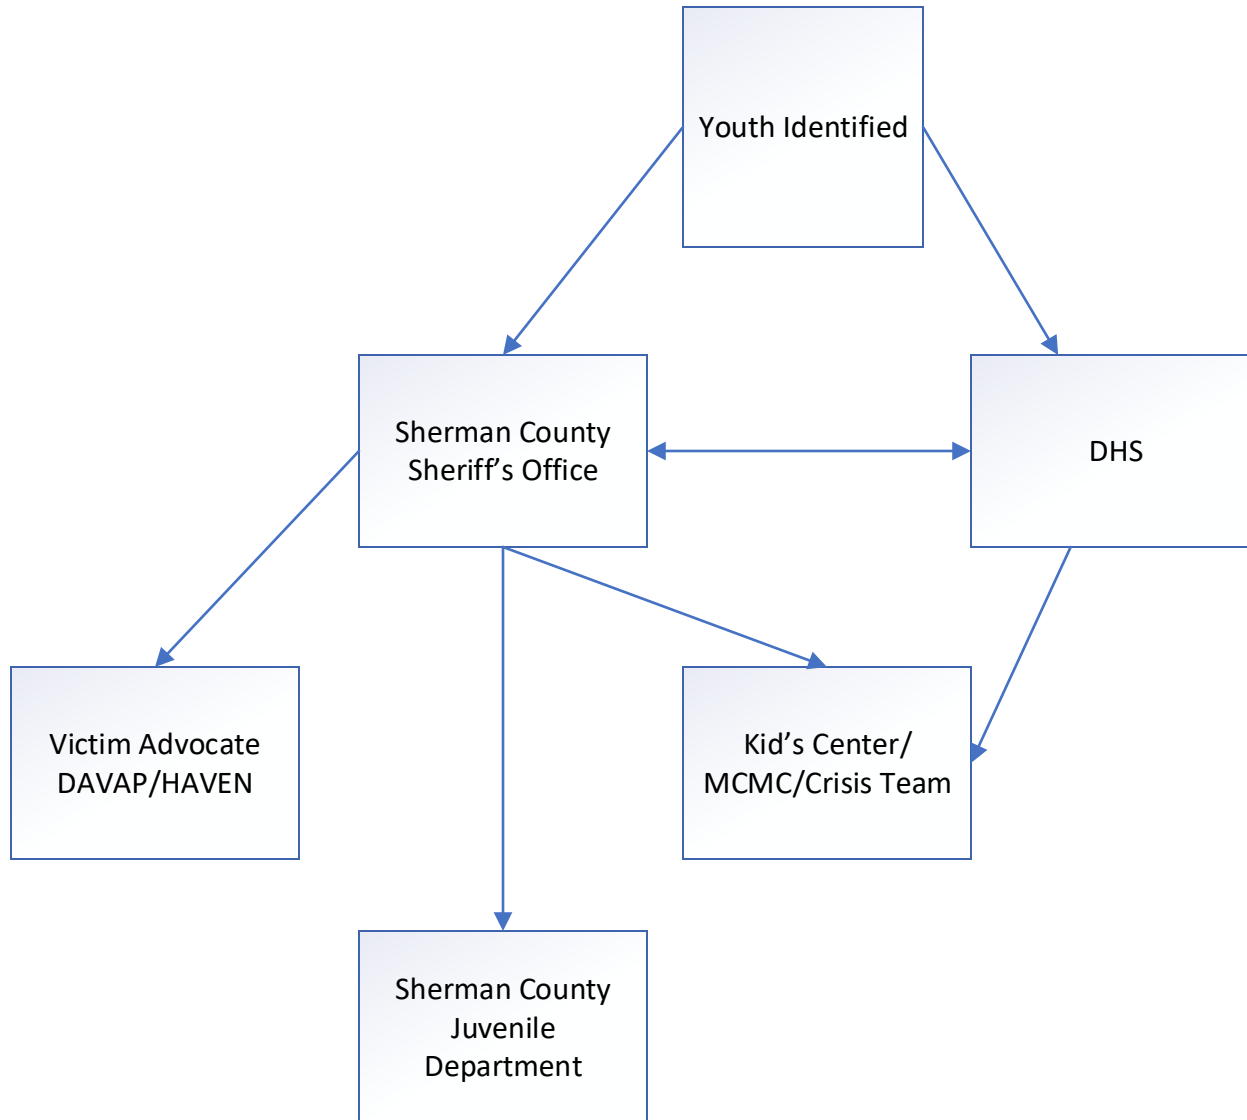 Youth Identified
Sherman County
Sheriff’s Office
DHS
Victim Advocate
DAVAP/HAVEN
Kid’s Center/
MCMC/Crisis Team
Sherman County
Juvenile
Department